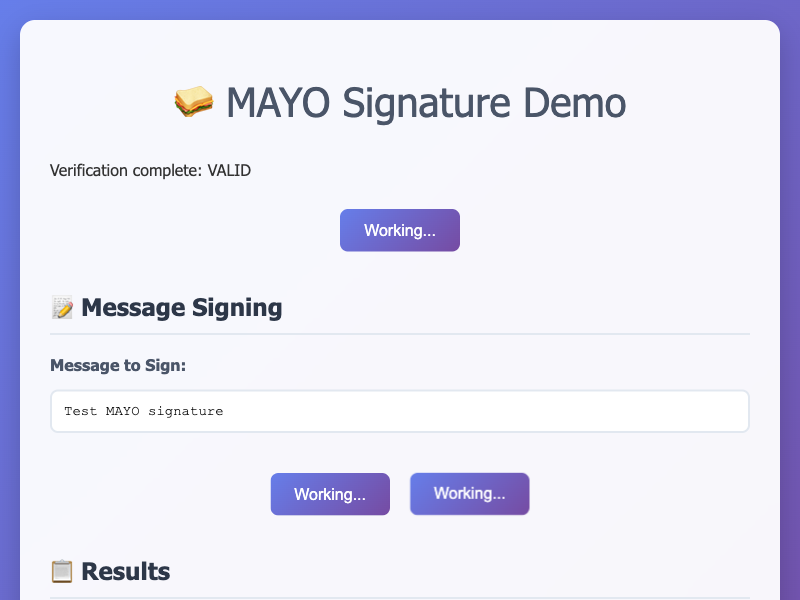 MAYO Signature Demo
Verification complete: VALID
Working...
Message Signing
Message to Sign:
Test MAYO signature
Working... Working...
Results